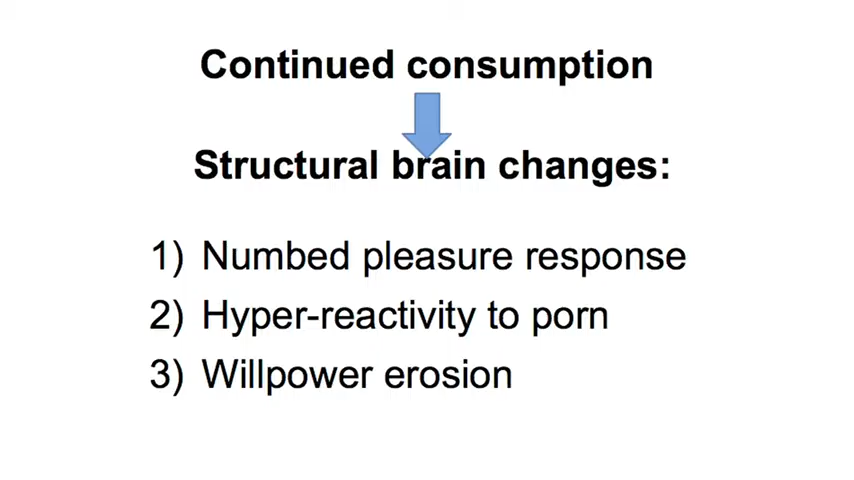 Continued consumption
Structural brain changes:
1) Numbed pleasure response
2) Hyper-reactivity to porn
3) Willpower erosion